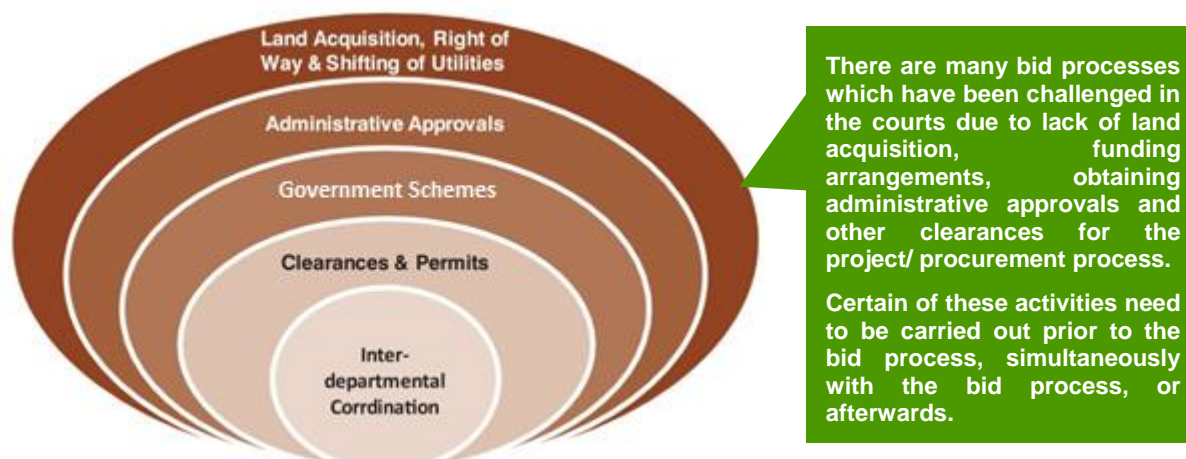 Land Acquisition, Right of
Way & Shifting of Utilities
Administrative Approvals
Government Schemes
Clearances & Permits
Inter-
departmental
Corrdination
There are many bid processes
which have been challenged in
the courts due to lack of land
acquisition, funding
arrangements, obtaining
administrative approvals and
other clearances for the
project/ procurement process.
Certain of these activities need
to be carried out prior to the
bid process, simultaneously
with the bid process, or
afterwards.